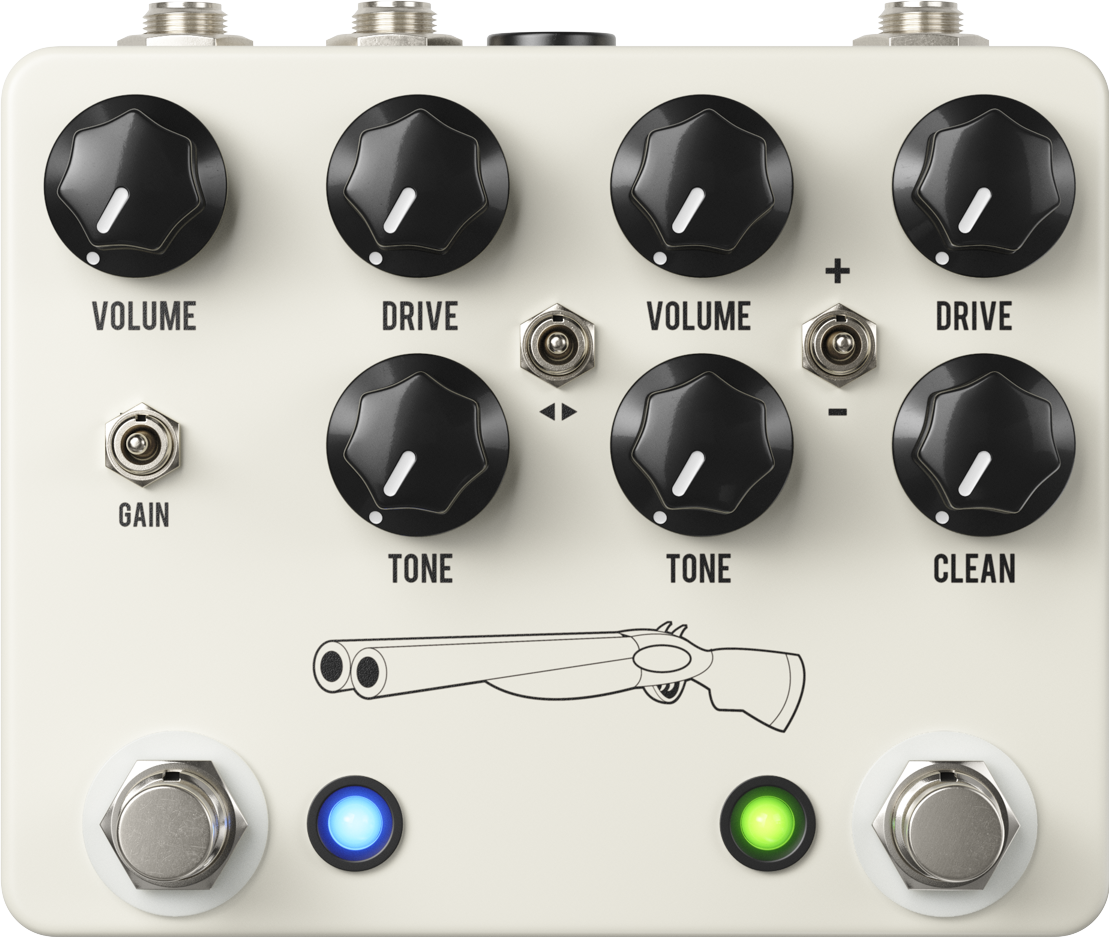 VOLUME DRIVE VOLUME DRIVE
+
◀ ▶ -
GAIN
TONE TONE CLEAN